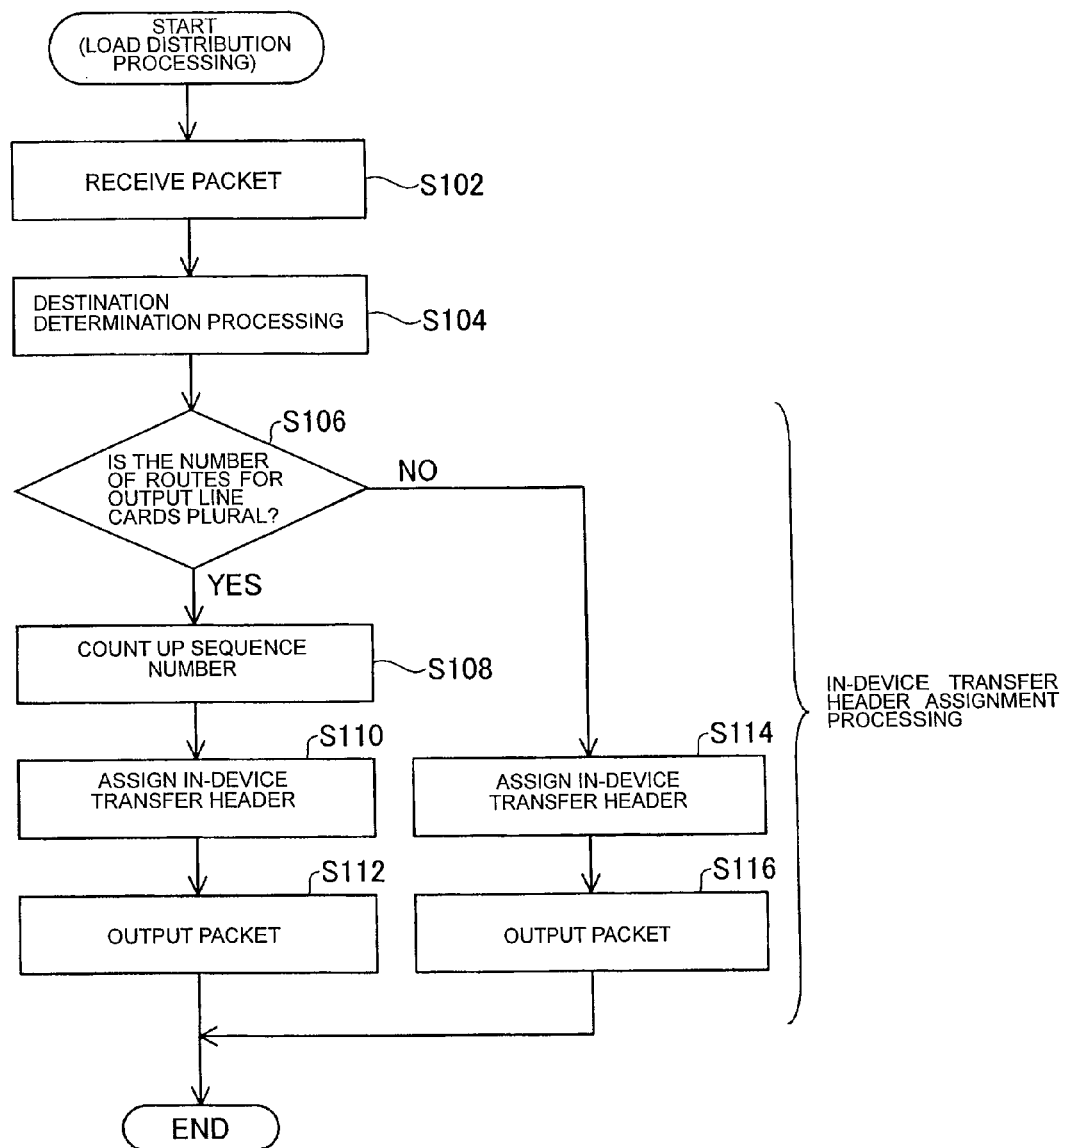 START
(LOAD DISTRIBUTION
PROCESSING)
RECEIVE PACKET
S102
DESTINATION
DETERMINATION PROCESSING
S104
S106
IS THE NUMBER
OF ROUTES FOR
OUTPUT LINE
CARDS PLURAL?
NO
YES
COUNT UP SEQUENCE
NUMBER
S108
S110
ASSIGN IN-DEVICE
TRANSFER HEADER
S114
ASSIGN IN-DEVICE
TRANSFER HEADER
S112
OUTPUT PACKET
S116
OUTPUT PACKET
IN-DEVICE TRANSFER
HEADER ASSIGNMENT
PROCESSING
END